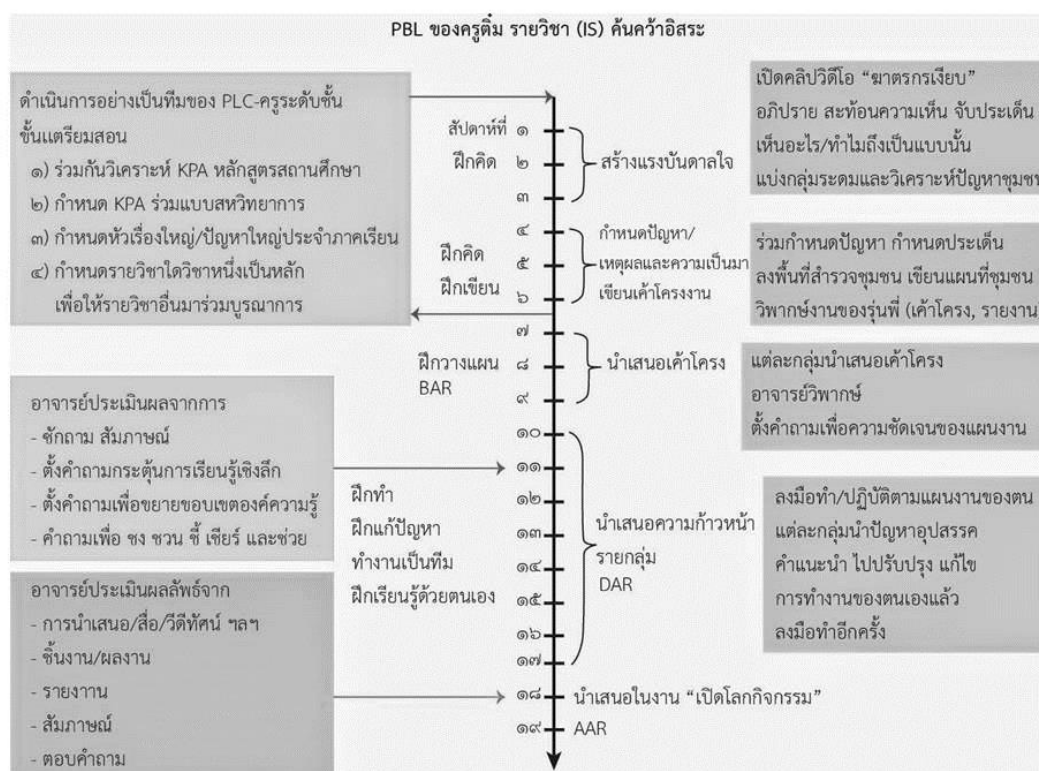 PBL ของครูติ๋ม รายวิชา (IS) ค้นคว้าอิสระ
ดำเนินการอย่างเป็นทีมของ PLC-ครูระดับชั้น
ขั้นเตรียมสอน
๑) ร่วมกันวิเคราะห์ KPA หลักสูตรสถานศึกษา
๒) กำหนด KPA ร่วมแบบสหวิทยาการ
๓) กำหนดหัวเรื่องใหญ่/ปัญหาใหญ่ประจำภาคเรียน
๔) กำหนดรายวิชาใดวิชาหนึ่งเป็นหลัก
เพื่อให้รายวิชาอื่นมาร่วมบูรณาการ
อาจารย์ประเมินผลจากการ
- ซักถาม สัมภาษณ์
- ตั้งคำถามกระตุ้นการเรียนรู้เชิงลึก
- ตั้งคำถามเพื่อขยายขอบเขตองค์ความรู้
- คำถามเพื่อ ชง ชวน ชี้ เชียร์ และช่วย
อาจารย์ประเมินผลลัพธ์จาก
- การนำเสนอ/สื่อ/วีดีทัศน์ ฯลฯ
- ชิ้นงาน/ผลงาน
- รายงาาน
- สัมภาษณ์
- ตอบคำถาม
สัปดาห์ที่ ๑
ฝึกคิด ๒
๓
๔
ฝึกคิด ๕
ฝึกเขียน ๖
๗
ฝึกวางแผน ๘
BAR ๙
๑๐
๑๑
ฝึกทำ ๑๒
ฝึกแก้ปัญหา ๑๓
ทำงานเป็นทีม ๑๔
ฝึกเรียนรู้ด้วยตนเอง ๑๕
๑๖
๑๗
๑๘
๑๙
สร้างแรงบันดาลใจ
กำหนดปัญหา/
เหตุผลและความเป็นมา
เขียนเค้าโครงงาน
นำเสนอเค้าโครง
นำเสนอความก้าวหน้า
รายกลุ่ม
DAR
นำเสนอในงาน “เปิดโลกกิจกรรม”
AAR
เปิดคลิปวิดีโอ “ฆาตรกรเงียบ”
อภิปราย สะท้อนความเห็น จับประเด็น
เห็นอะไร/ทำไมถึงเป็นแบบนั้น
แบ่งกลุ่มระดมและวิเคราะห์ปัญหาชุมชน
ร่วมกำหนดปัญหา กำหนดประเด็น
ลงพื้นที่สำรวจชุมชน เขียนแผนที่ชุมชน
วิพากษ์งานของรุ่นพี่ (เค้าโครง, รายงาน)
แต่ละกลุ่มนำเสนอเค้าโครง
อาจารย์วิพากษ์
ตั้งคำถามเพื่อความชัดเจนของแผนงาน
ลงมือทำ/ปฏิบัติตามแผนงานของตน
แต่ละกลุ่มนำปัญหาอุปสรรค
คำแนะนำ ไปปรับปรุง แก้ไข
การทำงานของตนเองแล้ว
ลงมือทำอีกครั้ง